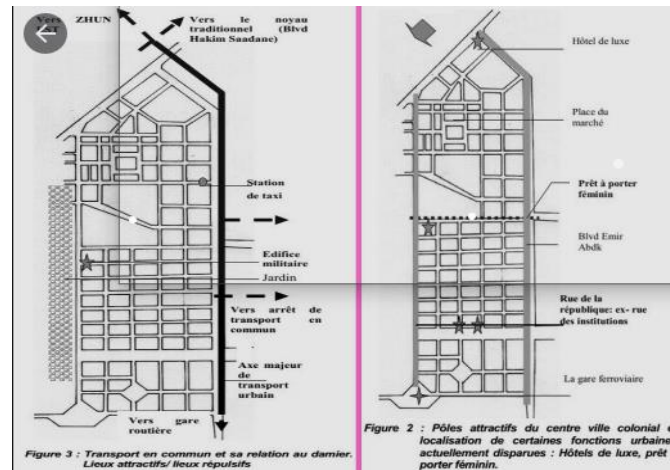 Vers ZHUN
EST
Vers le noyau
traditionnel (Blvd
Hakim Saadane)
Station
de taxi
Edifice
militaire
Jardin
Vers arrêt de
transport en
commun
Axe majeur
de
transport
urbain
Vers gare
routière
Figure 3 : Transport en commun et sa relation au damier.
Lieux attractifs/ lieux répulsifs
Hôtel de luxe
Place du
marché
Prêt à porter
féminin
Blvd Emir
Abdk
Rue de la
république: ex- rue
des institutions
La gare ferroviaire
Figure 2 : Pôles attractifs du centre ville colonial e
localisation de certaines fonctions urbaine
actuellement disparues : Hôtels de luxe, prêt
porter féminin.